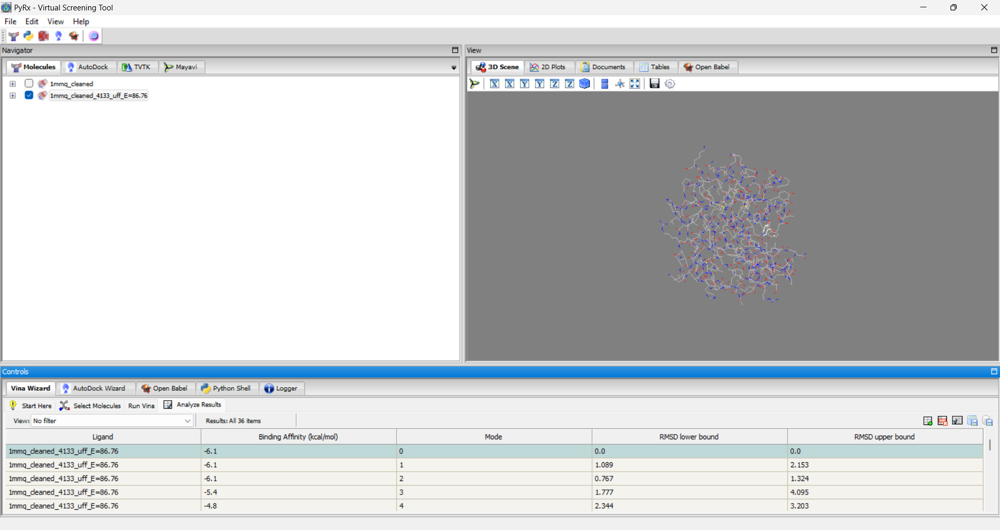 PyRx - Virtual Screening Tool
File Edit View Help
Navigator
Molecules AutoDock TVTK Mayavi
1mmq_cleaned
1mmq_cleaned_4133_uff_E=86.76
View
3D Scene 2D Plots Documents Tables Open Babel
X X Y Y Z Z
Controls
Vina Wizard AutoDock Wizard Open Babel Python Shell Logger
Start Here Select Molecules Run Vina Analyze Results
View: No filter Results: All 36 items
Ligand Binding Affinity (kcal/mol) Mode RMSD lower bound RMSD upper bound
1mmq_cleaned_4133_uff_E=86.76 -6.1 0 0.0 0.0
1mmq_cleaned_4133_uff_E=86.76 -6.1 1 1.089 2.153
1mmq_cleaned_4133_uff_E=86.76 -6.1 2 0.767 1.324
1mmq_cleaned_4133_uff_E=86.76 -5.4 3 1.777 4.095
1mmq_cleaned_4133_uff_E=86.76 -4.8 4 2.344 3.203